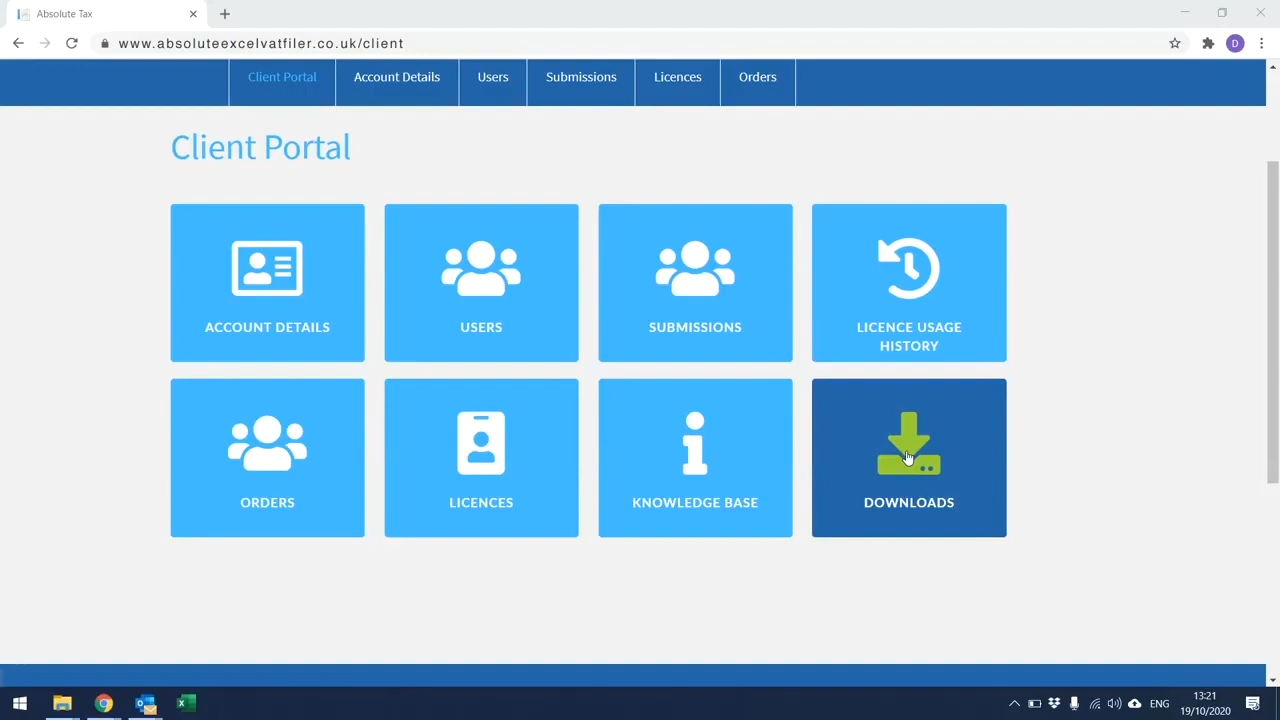 Absolute Tax
www.absoluteexcelvatfiler.co.uk/client
D
Client Portal
Account Details
Users
Submissions
Licences
Orders
Client Portal
ACCOUNT DETAILS
USERS
SUBMISSIONS
LICENCE USAGE
HISTORY
ORDERS
LICENCES
KNOWLEDGE BASE
DOWNLOADS
ENG
13:21
19/10/2020